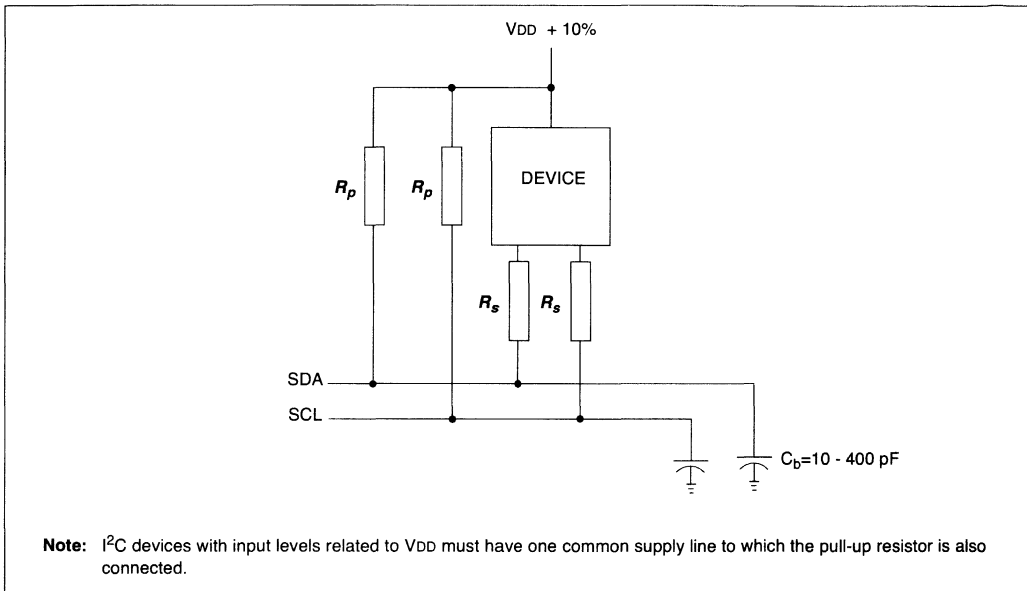 VDD + 10%
DEVICE
Rp
Rp
Rs
Rs
SDA
SCL
Cb=10 - 400 pF
Note: I2C devices with input levels related to VDD must have one common supply line to which the pull-up resistor is also
connected.